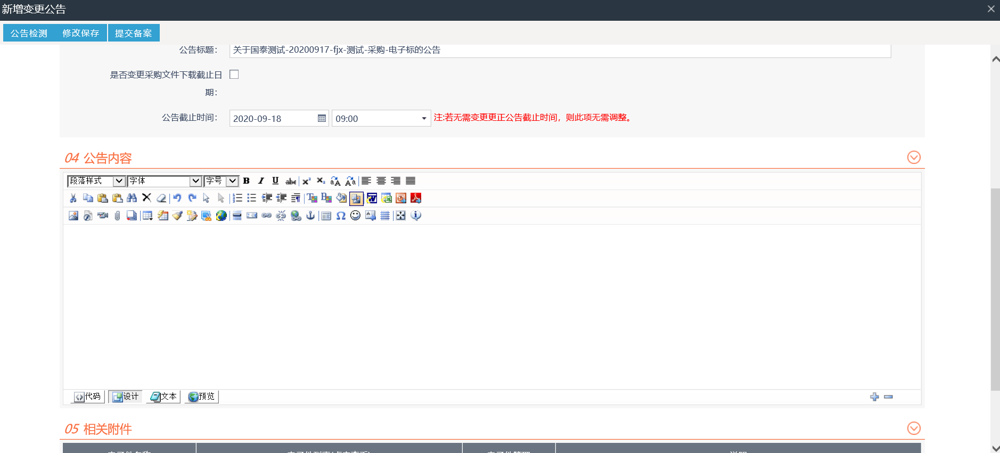 新增变更公告
公告检测 修改保存 提交备案
公告标题： 关于国泰测试-20200917-fjx-测试-采购-电子标的公告
是否变更采购文件下载截止日
期：
公告截止时间： 2020-09-18 09:00 注:若无需变更更正公告截止时间，则此项无需调整。
04 公告内容
段落样式 字体 字号
代码 设计 文本 预览
05 相关附件